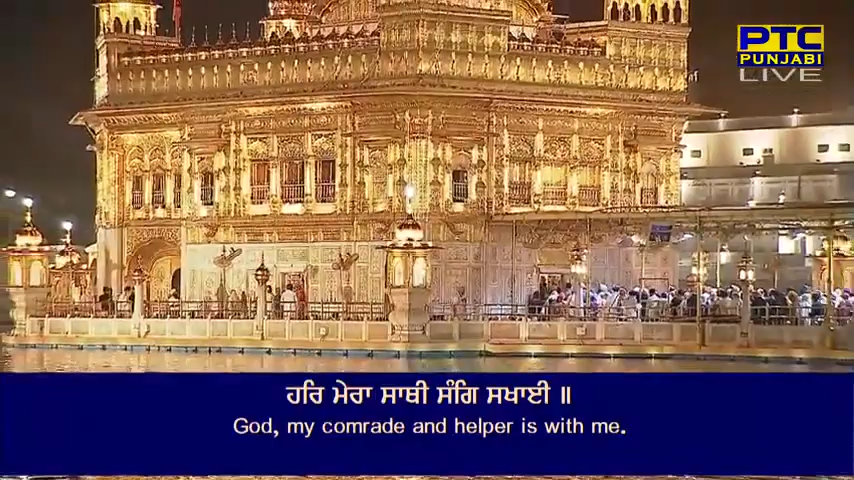 PTC
PUNJABI
LIVE
ਹਰਿ ਮੇਰਾ ਸਾਥੀ ਸੰਗਿ ਸਖਾਈ ॥
God, my comrade and helper is with me.